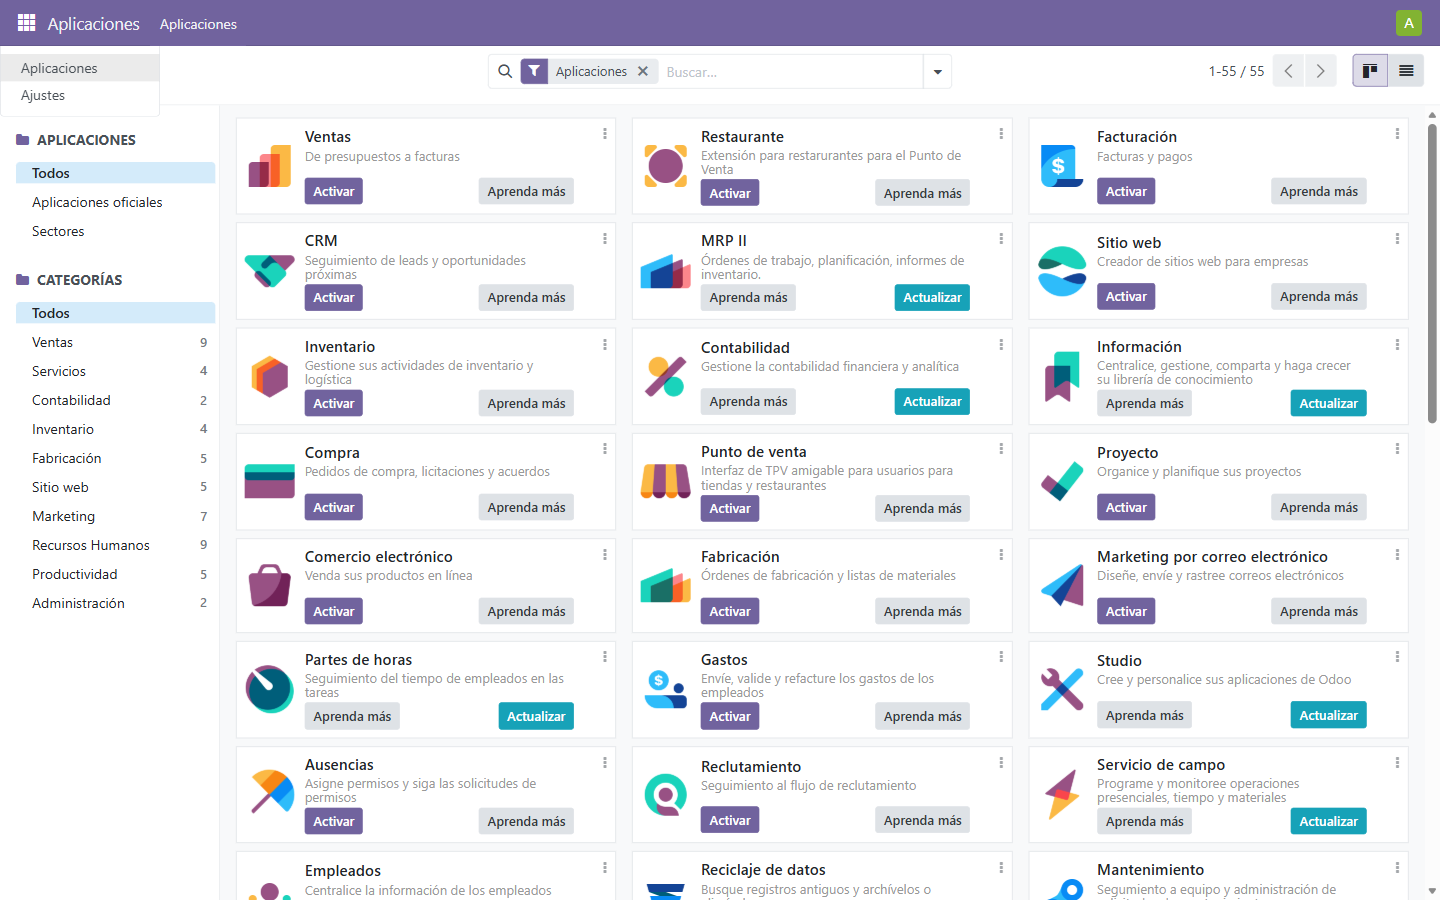 Aplicaciones
Aplicaciones
A
Aplicaciones
Ajustes
Aplicaciones
Buscar...
1-55 / 55
APLICACIONES
Todos
Aplicaciones oficiales
Sectores
CATEGORÍAS
Todos
Ventas 9
Servicios 4
Contabilidad 2
Inventario 4
Fabricación 5
Sitio web 5
Marketing 7
Recursos Humanos 9
Productividad 5
Administración 2
Ventas
De presupuestos a facturas
Activar
Aprenda más
Restaurante
Extensión para restarurantes para el Punto de
Venta
Activar
Aprenda más
Facturación
Facturas y pagos
Activar
Aprenda más
CRM
Seguimiento de leads y oportunidades
próximas
Activar
Aprenda más
MRP II
Órdenes de trabajo, planificación, informes de
inventario.
Aprenda más
Actualizar
Sitio web
Creador de sitios web para empresas
Activar
Aprenda más
Inventario
Gestione sus actividades de inventario y
logística
Activar
Aprenda más
Contabilidad
Gestione la contabilidad financiera y analítica
Aprenda más
Actualizar
Información
Centralice, gestione, comparta y haga crecer
su librería de conocimiento
Aprenda más
Actualizar
Compra
Pedidos de compra, licitaciones y acuerdos
Activar
Aprenda más
Punto de venta
Interfaz de TPV amigable para usuarios para
tiendas y restaurantes
Activar
Aprenda más
Proyecto
Organice y planifique sus proyectos
Activar
Aprenda más
Comercio electrónico
Venda sus productos en línea
Activar
Aprenda más
Fabricación
Órdenes de fabricación y listas de materiales
Activar
Aprenda más
Marketing por correo electrónico
Diseñe, envíe y rastree correos electrónicos
Activar
Aprenda más
Partes de horas
Seguimiento del tiempo de empleados en las
tareas
Aprenda más
Actualizar
Gastos
Envíe, valide y refacture los gastos de los
empleados
Activar
Aprenda más
Studio
Cree y personalice sus aplicaciones de Odoo
Aprenda más
Actualizar
Ausencias
Asigne permisos y siga las solicitudes de
permisos
Activar
Aprenda más
Reclutamiento
Seguimiento al flujo de reclutamiento
Activar
Aprenda más
Servicio de campo
Programe y monitoree operaciones
presenciales, tiempo y materiales
Aprenda más
Actualizar
Empleados
Centralice la información de los empleados
Reciclaje de datos
Busque registros antiguos y archívelos o
Mantenimiento
Segumiento a equipo y administración de